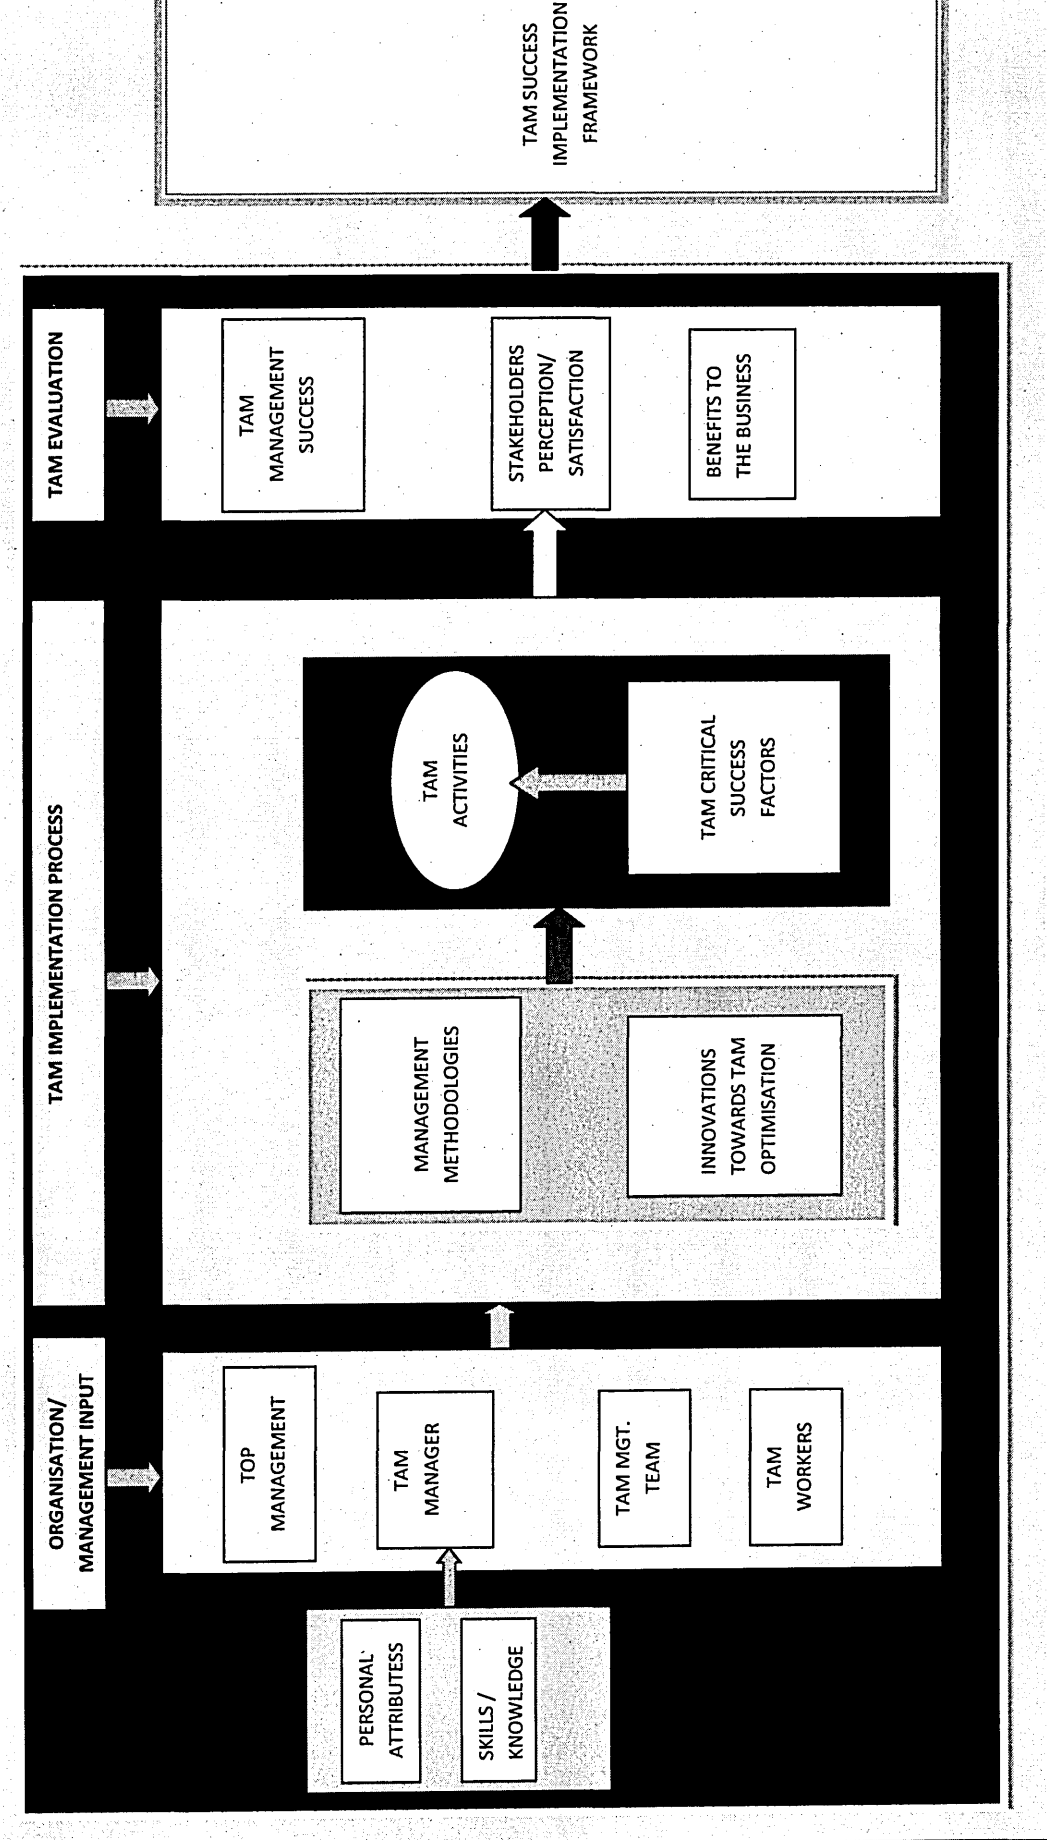 ORGANISATION/
MANAGEMENT INPUT
TAM IMPLEMENTATION PROCESS
TAM EVALUATION
PERSONAL
ATTRIBUTESS
SKILLS /
KNOWLEDGE
TOP
MANAGEMENT
TAM
MANAGER
TAM MGT.
TEAM
TAM
WORKERS
MANAGEMENT
METHODOLOGIES
INNOVATIONS
TOWARDS TAM
OPTIMISATION
TAM
ACTIVITIES
TAM CRITICAL
SUCCESS
FACTORS
TAM
MANAGEMENT
SUCCESS
STAKEHOLDERS
PERCEPTION/
SATISFACTION
BENEFITS TO
THE BUSINESS
TAM SUCCESS
IMPLEMENTATION
FRAMEWORK